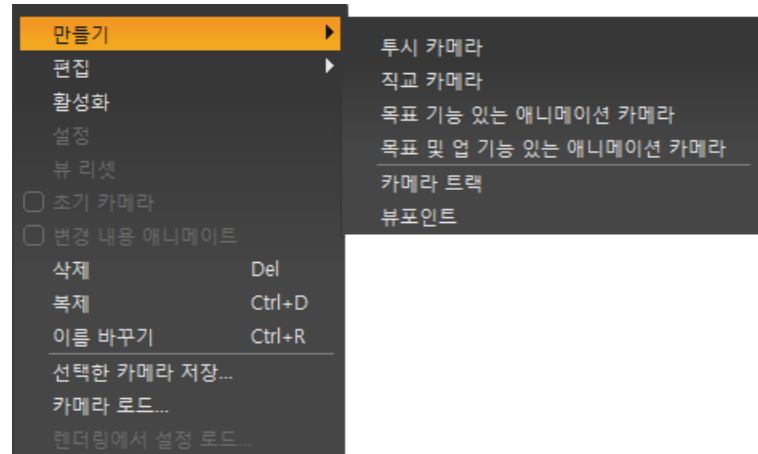 만들기
편집
활성화
설정
뷰 리셋
초기 카메라
변경 내용 애니메이트
삭제 Del
복제 Ctrl+D
이름 바꾸기 Ctrl+R
선택한 카메라 저장...
카메라 로드...
렌더링에서 설정 로드...
투시 카메라
직교 카메라
목표 기능 있는 애니메이션 카메라
목표 및 업 기능 있는 애니메이션 카메라
카메라 트랙
뷰포인트